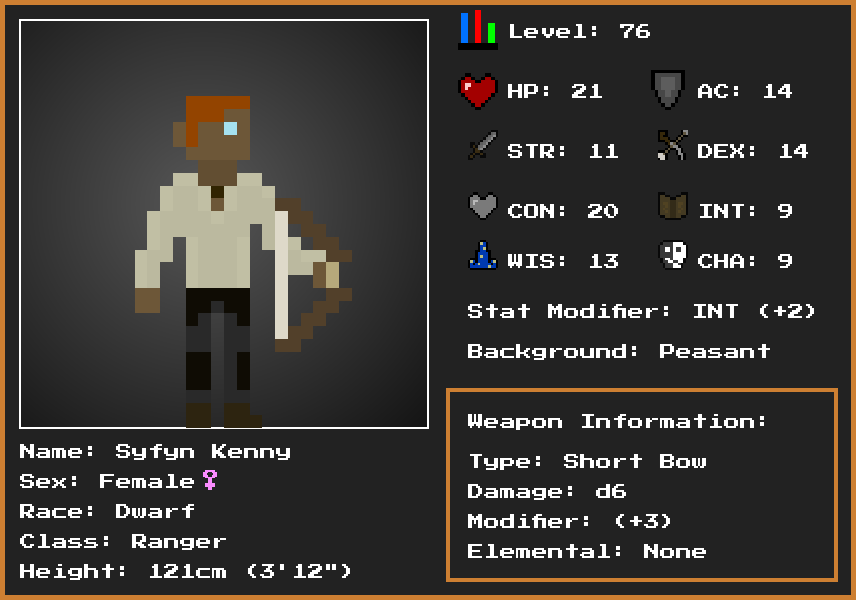 Level: 76
HP: 21
AC: 14
STR: 11
DEX: 14
CON: 20
INT: 9
WIS: 13
CHA: 9
Stat Modifier: INT (+2)
Background: Peasant
Weapon Information:
Type: Short Bow
Damage: d6
Modifier: (+3)
Elemental: None
Name: Syfyn Kenny
Sex: Female♀
Race: Dwarf
Class: Ranger
Height: 121cm (3'12")